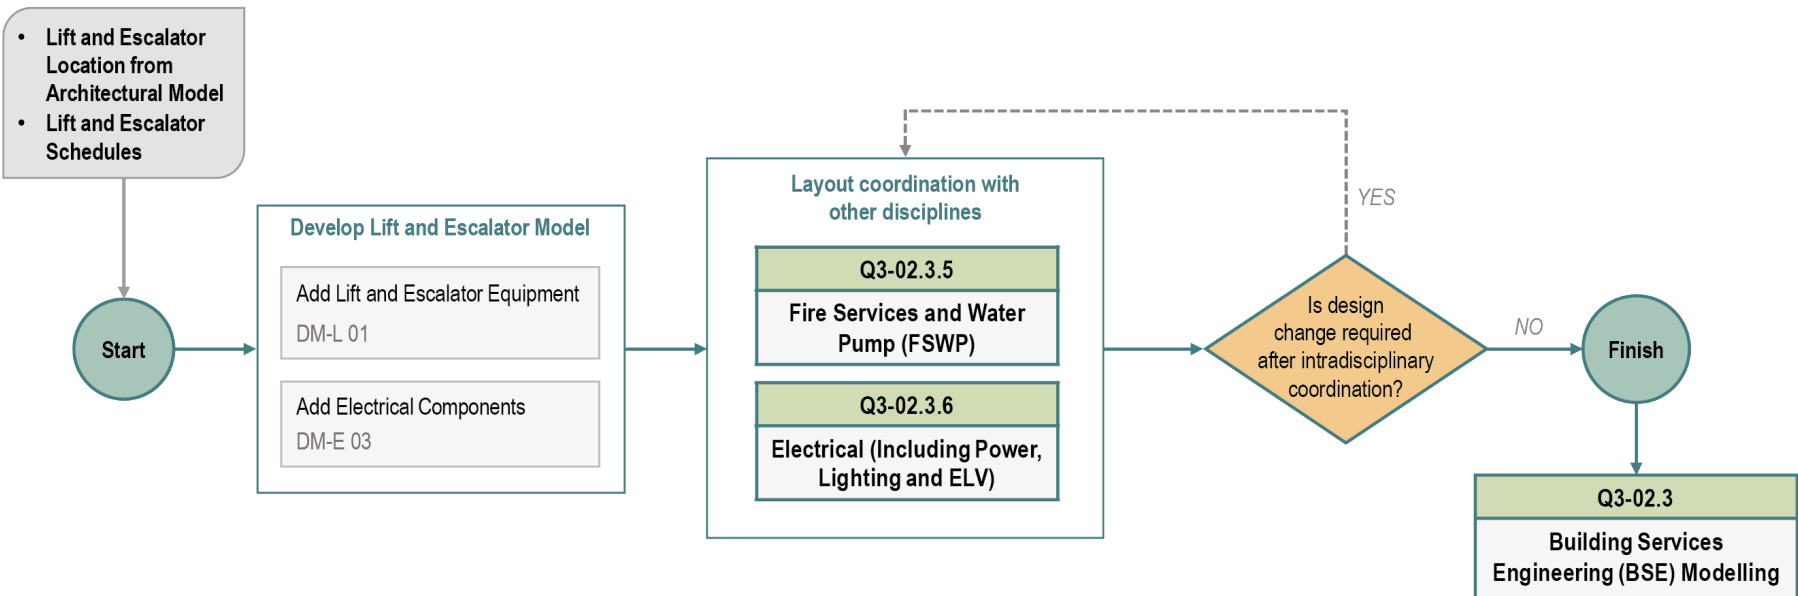 • Lift and Escalator
Location from
Architectural Model
• Lift and Escalator
Schedules
Start
Develop Lift and Escalator Model
Add Lift and Escalator Equipment
DM-L 01
Add Electrical Components
DM-E 03
Layout coordination with
other disciplines
Q3-02.3.5
Fire Services and Water
Pump (FSWP)
Q3-02.3.6
Electrical (Including Power,
Lighting and ELV)
YES
Is design
change required
after intradisciplinary
coordination?
NO
Finish
Q3-02.3
Building Services
Engineering (BSE) Modelling